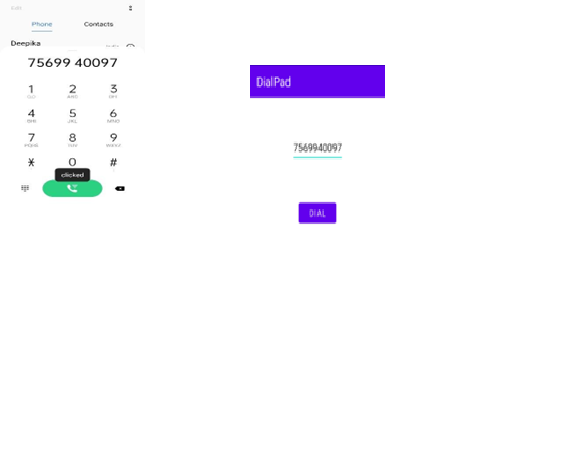 Edit
Phone Contacts
Deepika
75699 40097
1 2 3
ABC DEF
4 5 6
GHI JKL MNO
7 8 9
PQRS TUV WXYZ
* 0 #
clicked
DialPad
7569940097
DIAL